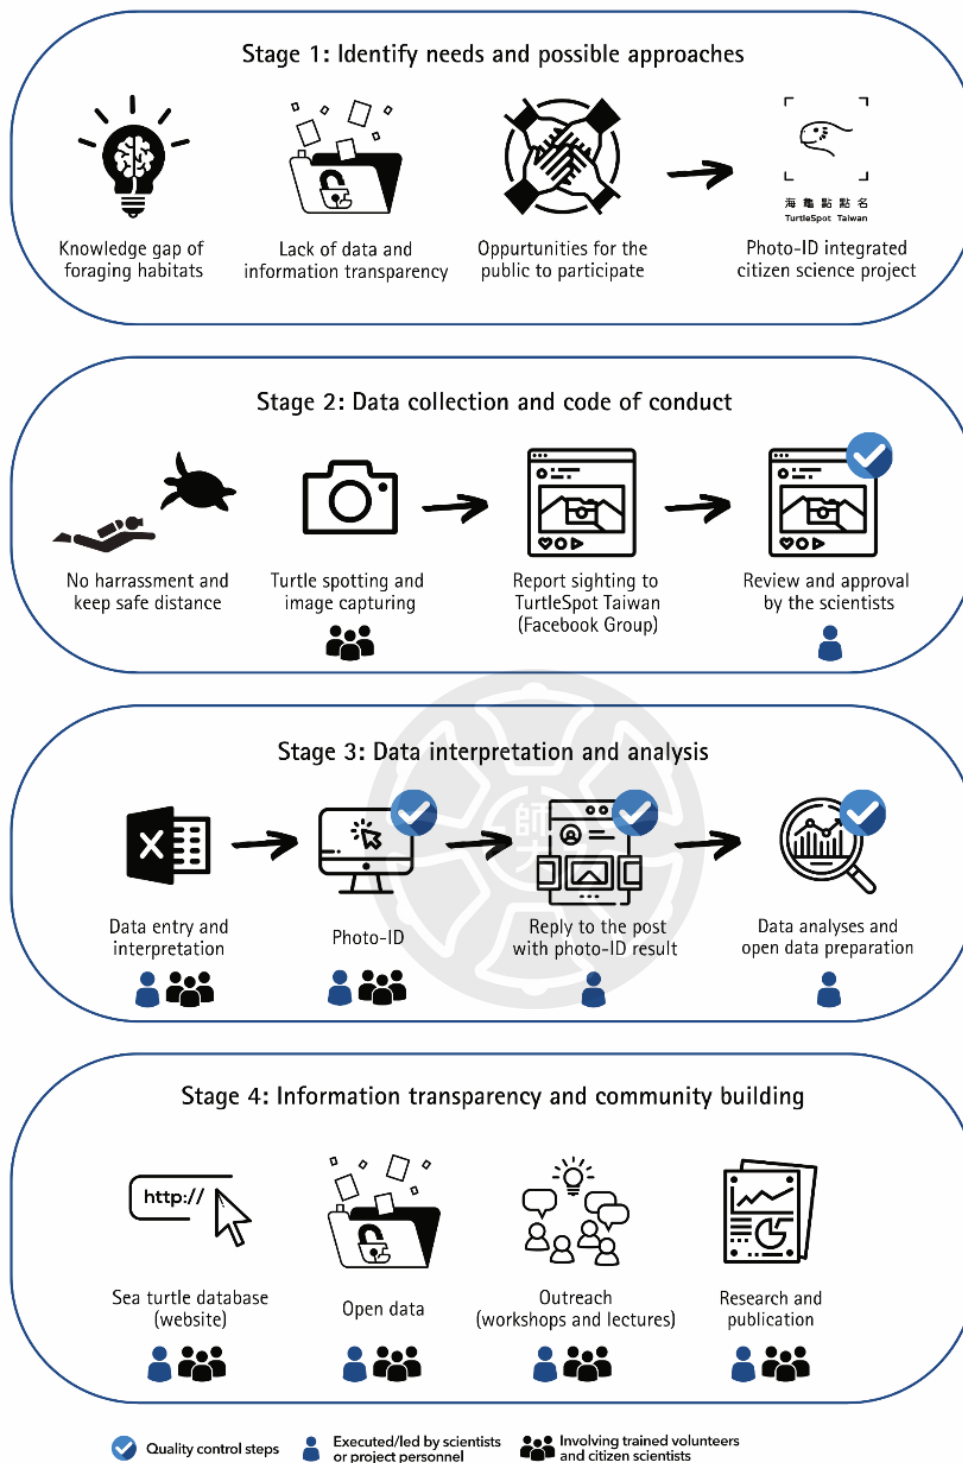 Stage 1: Identify needs and possible approaches
海龜點點名
TurtleSpot Taiwan
Knowledge gap of
foraging habitats
Lack of data and
information transparency
Oppurtunities for the
public to participate
Photo-ID integrated
citizen science project
Stage 2: Data collection and code of conduct
No harrassment and
keep safe distance
Turtle spotting and
image capturing
Report sighting to
TurtleSpot Taiwan
(Facebook Group)
Review and approval
by the scientists
Stage 3: Data interpretation and analysis
X
師大
Data entry and
interpretation
Photo-ID
Reply to the post
with photo-ID result
Data analyses and
open data preparation
Stage 4: Information transparency and community building
http://
Sea turtle database
(website)
Open data
Outreach
(workshops and lectures)
Research and
publication
Quality control steps
Executed/led by scientists
or project personnel
Involving trained volunteers
and citizen scientists